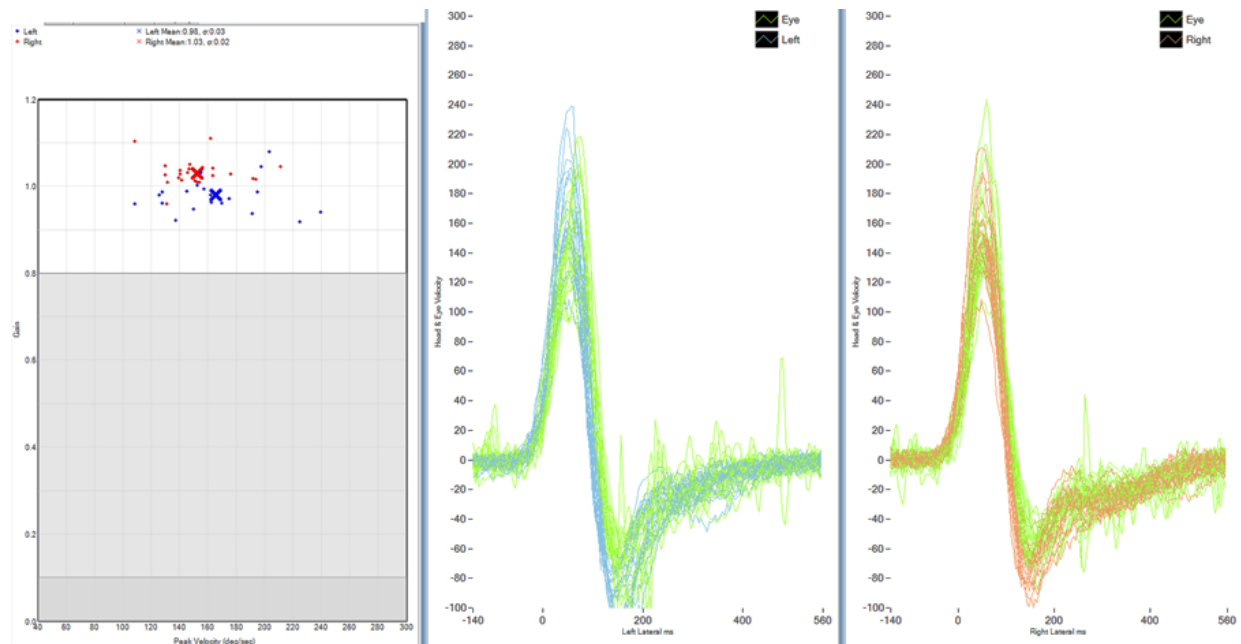 Left
Left Mean:0.98, σ:0.03
Right
Right Mean:1.03, σ:0.02
1.2
1.0
0.8
0.6
0.4
0.2
0.0
Gain
40 60 80 100 120 140 160 180 200 220 240 260 280 300
Peak Velocity (deg/sec)
Eye
Left
300-
280-
260-
240-
220-
200-
180-
160-
140-
120-
100-
80-
60-
40-
20-
0-
-20-
-40-
-60-
-80-
-100-
Head & Eye Velocity
-140 0 200 400 560
Left Lateral ms
Eye
Right
300-
280-
260-
240-
220-
200-
180-
160-
140-
120-
100-
80-
60-
40-
20-
0-
-20-
-40-
-60-
-80-
-100-
Head & Eye Velocity
-140 0 200 400 560
Right Lateral ms